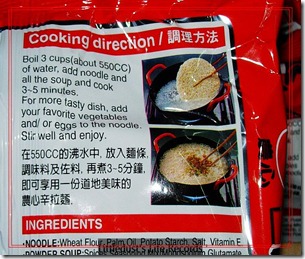 Cooking direction / 調理方法
Boil 3 cups(about 550CC)
of water, add noodle and
all the soup and cook
3~5 minutes.
For more tasty dish, add
your favorite vegetables
and/ or eggs to the noodle.
Stir well and enjoy.
在550CC的沸水中, 放入麵條,
調味料及佐料, 再煮3~5分鐘,
即可享用一份道地美味的
農心辛拉麵。
INGREDIENTS
NOODLE:Wheat Flour, Palm Oil, Potato Starch, Salt, Vitamin E
POWDER SOUP: